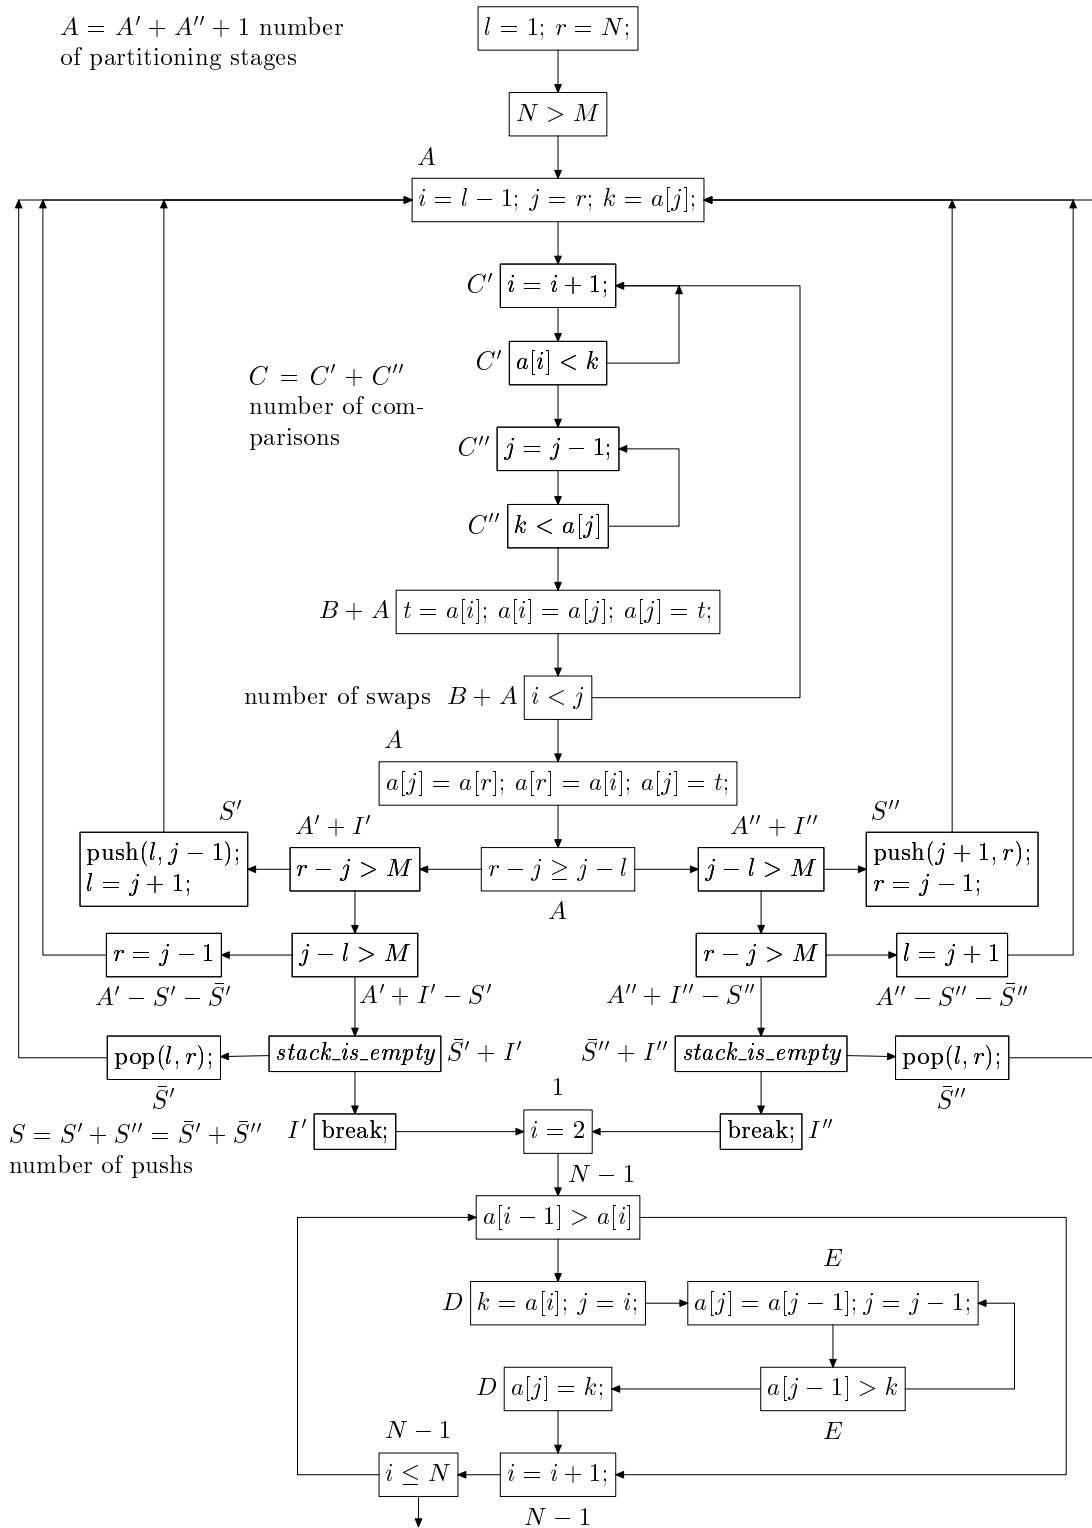 A = A′ + A″ + 1 number
of partitioning stages
l = 1; r = N;
N > M
A
i = l − 1; j = r; k = a[j];
C′ i = i + 1;
C′ a[i] < k
C = C′ + C″
number of com-
parisons
C″ j = j − 1;
C″ k < a[j]
B + A t = a[i]; a[i] = a[j]; a[j] = t;
number of swaps B + A i < j
A
a[j] = a[r]; a[r] = a[i]; a[j] = t;
S′ A′ + I′ A″ + I″ S″
push(l, j − 1);
l = j + 1;
r − j > M
r − j ≥ j − l
j − l > M
push(j + 1, r);
r = j − 1;
A
r = j − 1
j − l > M
r − j > M
l = j + 1
A′ − S′ − S̄′ A′ + I′ − S′ A″ + I″ − S″ A″ − S″ − S̄″
pop(l, r);
stack_is_empty S̄′ + I′
S̄″ + I″ stack_is_empty
pop(l, r);
S̄′ 1 S̄″
S = S′ + S″ = S̄′ + S̄″
number of pushs
I′ break;
i = 2
break; I″
N − 1
a[i − 1] > a[i]
E
D k = a[i]; j = i;
a[j] = a[j − 1]; j = j − 1;
D a[j] = k;
a[j − 1] > k
E
N − 1
i ≤ N
i = i + 1;
N − 1